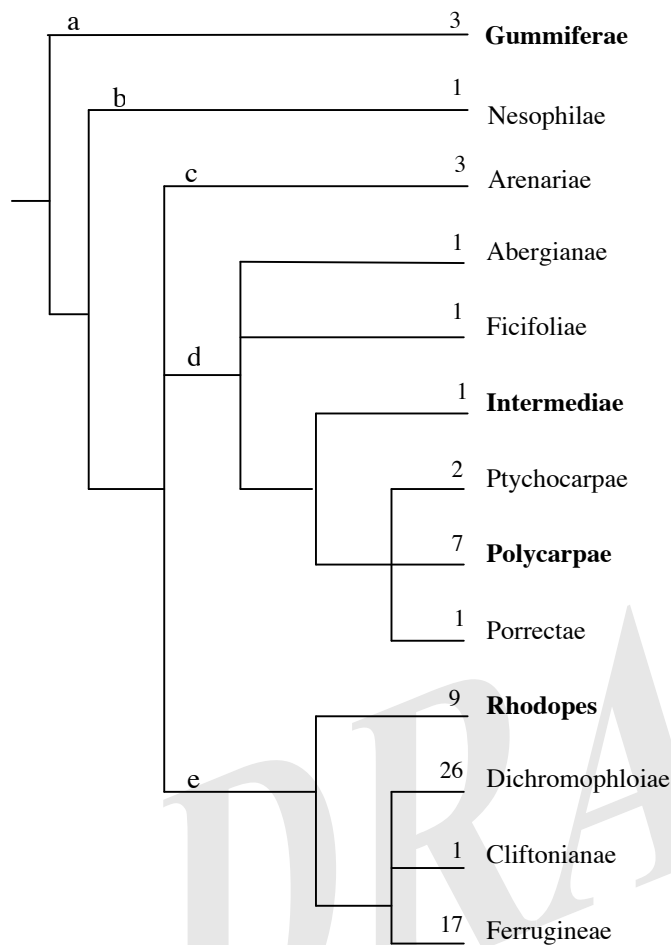 a 3 Gummiferae
b 1 Nesophilae
c 3 Arenariae
1 Abergianae
1 Ficifoliae
d
1 Intermediae
2 Ptychocarpae
7 Polycarpae
1 Porrectae
9 Rhodopes
e 26 Dichromophloiae
1 Cliftonianae
17 Ferrugineae
DRA